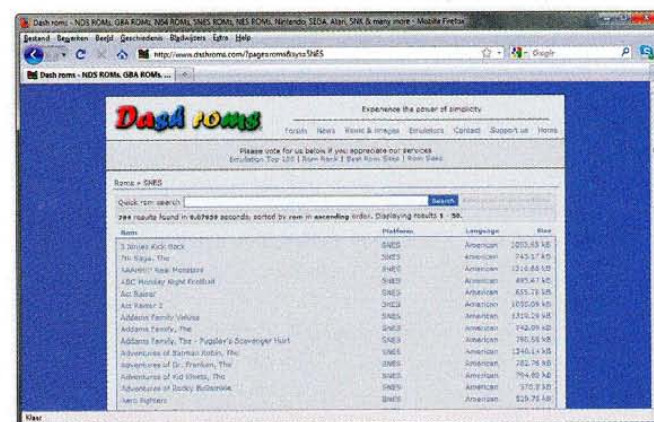 Dash roms - NDS ROMs, GBA ROMs, N64 ROMs, SNES ROMs, NES ROMs, Nintendo, SEGA, Atari, SNK & many more - Mozilla Firefox
Bestand Bewerken Beeld Geschiedenis Bladwijzers Extra Help
Google
Dash roms - NDS ROMs, GBA ROMs, ...
Dash roms
Experience the power of simplicity
Forum News Roms & Images Emulators Contact Support us Home
Please vote for us below if you appreciate our services
Emulation Top 100 | Rom Rank | Best Rom Sites | Rom Sites
Roms » SNES
Quick rom search Search
results found in seconds, sorted by rom in ascending order. Displaying results 1 - 50.
Name Platform Language Size
3 Ninjas Kick Back SNES American
7th Saga, The SNES American
AAAHH!! Real Monsters SNES American
ABC Monday Night Football SNES American
Act Raiser SNES American
Act Raiser 2 SNES American
Addams Family Values SNES American
Addams Family, The SNES American
Addams Family, The - Pugsley's Scavenger Hunt SNES American
Adventures of Batman Robin, The SNES American
Adventures of Dr. Franken, The SNES American
Adventures of Kid Kleets, The SNES American
Adventures of Rocky Bullwinkle SNES American
Aero Fighters SNES American
Klaar